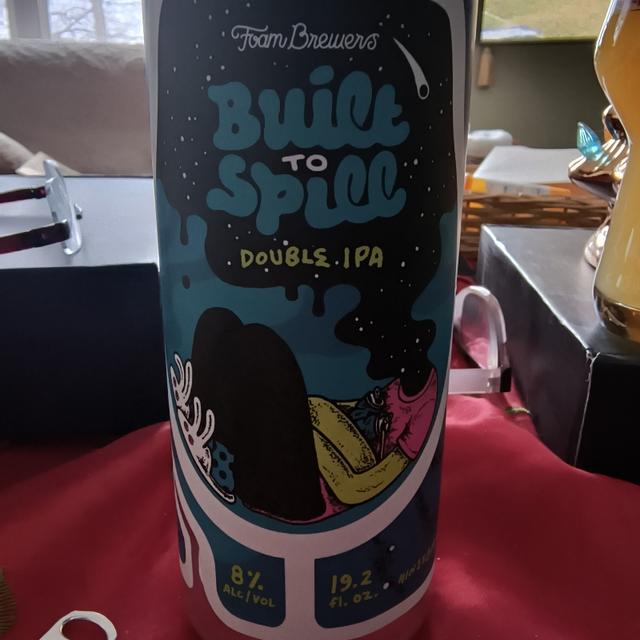 Foam Brewers
Built
TO
Spill
DOUBLE IPA
8%
ALC/VOL
19.2
fl. oz.